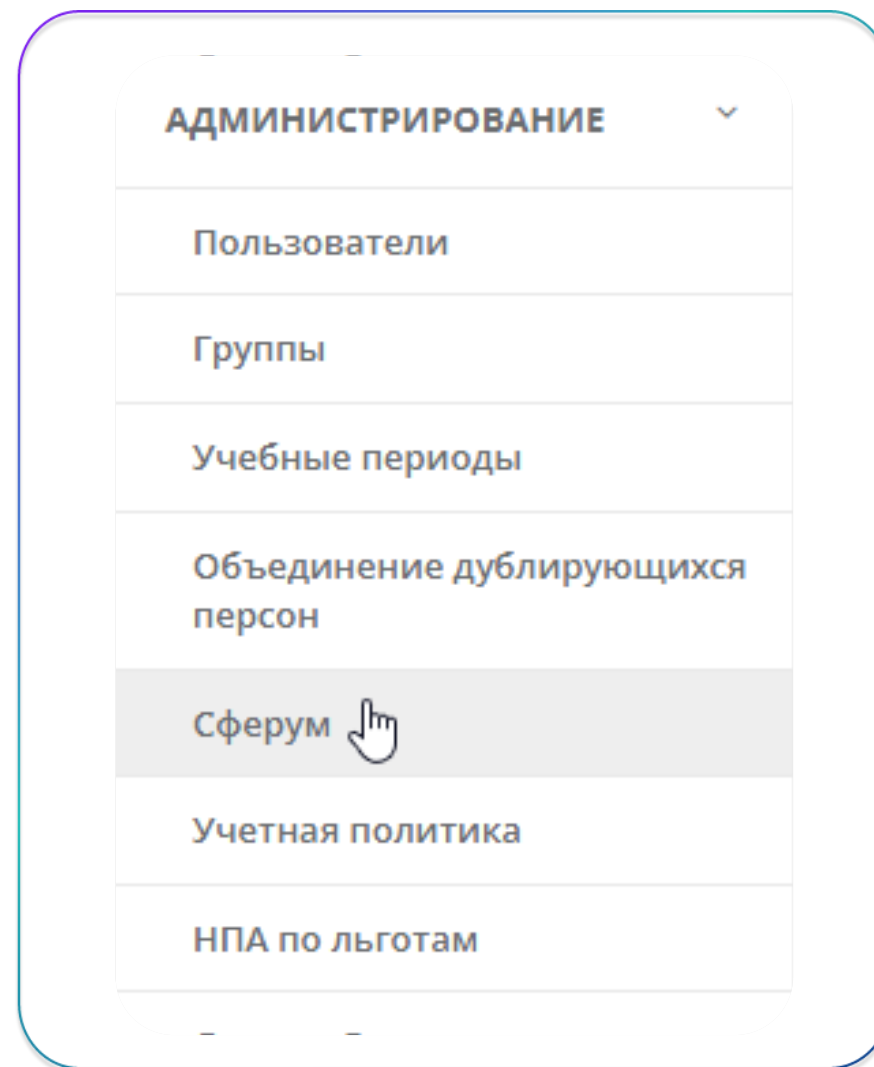 АДМИНИСТРИРОВАНИЕ
Пользователи
Группы
Учебные периоды
Объединение дублирующихся
персон
Сферум
Учетная политика
НПА по льготам